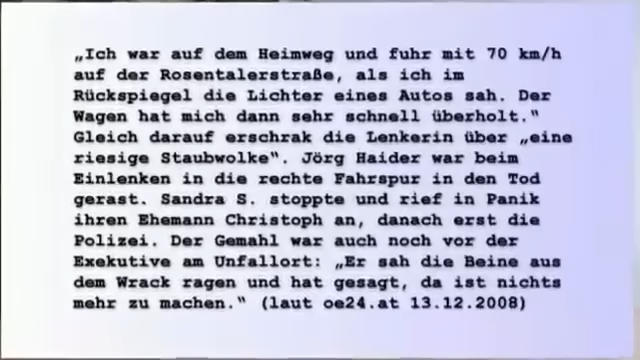 „Ich war auf dem Heimweg und fuhr mit 70 km/h
auf der Rosentalerstraße, als ich im
Rückspiegel die Lichter eines Autos sah. Der
Wagen hat mich dann sehr schnell überholt.“
Gleich darauf erschrak die Lenkerin über „eine
riesige Staubwolke“. Jörg Haider war beim
Einlenken in die rechte Fahrspur in den Tod
gerast. Sandra S. stoppte und rief in Panik
ihren Ehemann Christoph an, danach erst die
Polizei. Der Gemahl war auch noch vor der
Exekutive am Unfallort: „Er sah die Beine aus
dem Wrack ragen und hat gesagt, da ist nichts
mehr zu machen.“ (laut oe24.at 13.12.2008)